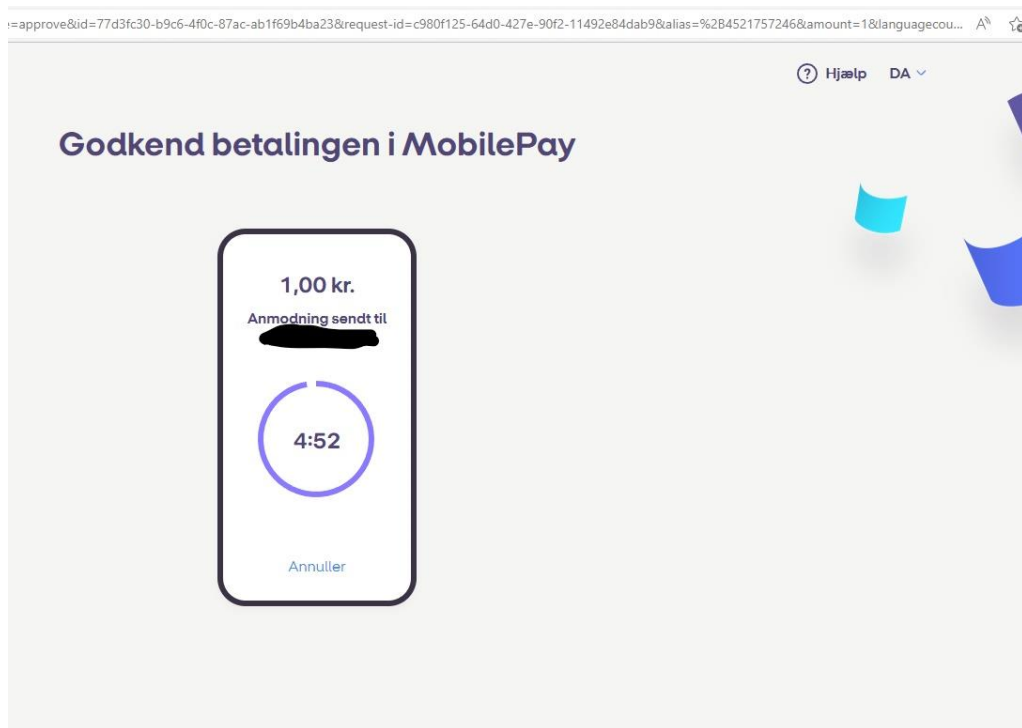 =approve&id=77d3fc30-b9c6-4f0c-87ac-ab1f69b4ba23&request-id=c980f125-64d0-427e-90f2-11492e84dab9&alias=%2B4521757246&amount=1&languagecou...
? Hjælp DA
Godkend betalingen i MobilePay
1,00 kr.
Anmodning sendt til
4:52
Annuller